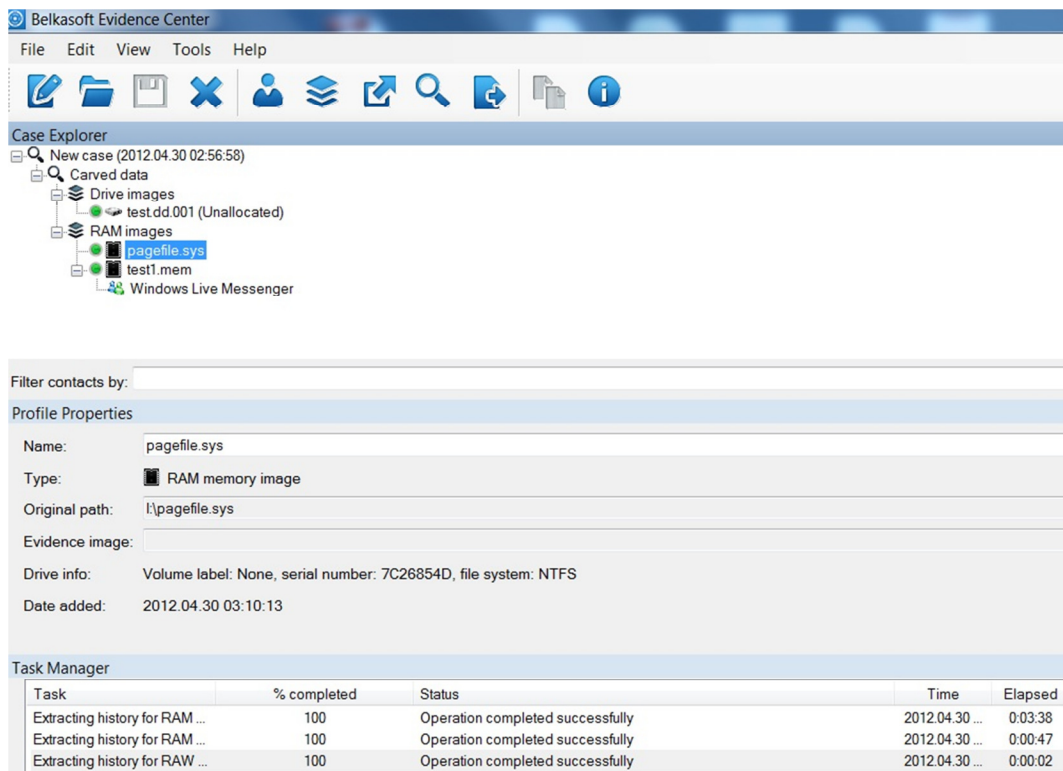 Belkasoft Evidence Center
File Edit View Tools Help
Case Explorer
New case (2012.04.30 02:56:58)
Carved data
Drive images
test.dd.001 (Unallocated)
RAM images
pagefile.sys
test1.mem
Windows Live Messenger
Filter contacts by:
Profile Properties
Name: pagefile.sys
Type: RAM memory image
Original path: I:\pagefile.sys
Evidence image:
Drive info: Volume label: None, serial number: 7C26854D, file system: NTFS
Date added: 2012.04.30 03:10:13
Task Manager
Task % completed Status Time Elapsed
Extracting history for RAM ... 100 Operation completed successfully 2012.04.30 ... 0:03:38
Extracting history for RAM ... 100 Operation completed successfully 2012.04.30 ... 0:00:47
Extracting history for RAW ... 100 Operation completed successfully 2012.04.30 ... 0:00:02